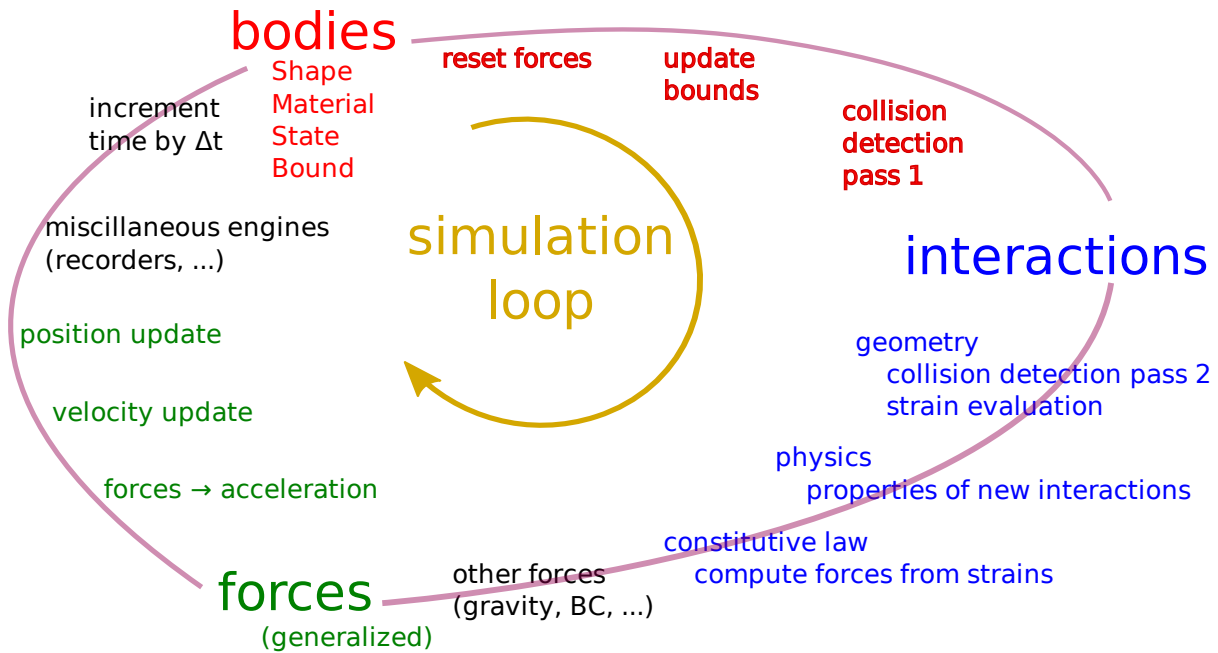 bodies
Shape
Material
State
Bound
reset forces
update
bounds
collision
detection
pass 1
interactions
geometry
collision detection pass 2
strain evaluation
physics
properties of new interactions
constitutive law
compute forces from strains
other forces
(gravity, BC, ...)
forces
(generalized)
forces → acceleration
velocity update
position update
miscillaneous engines
(recorders, ...)
increment
time by Δt
simulation
loop